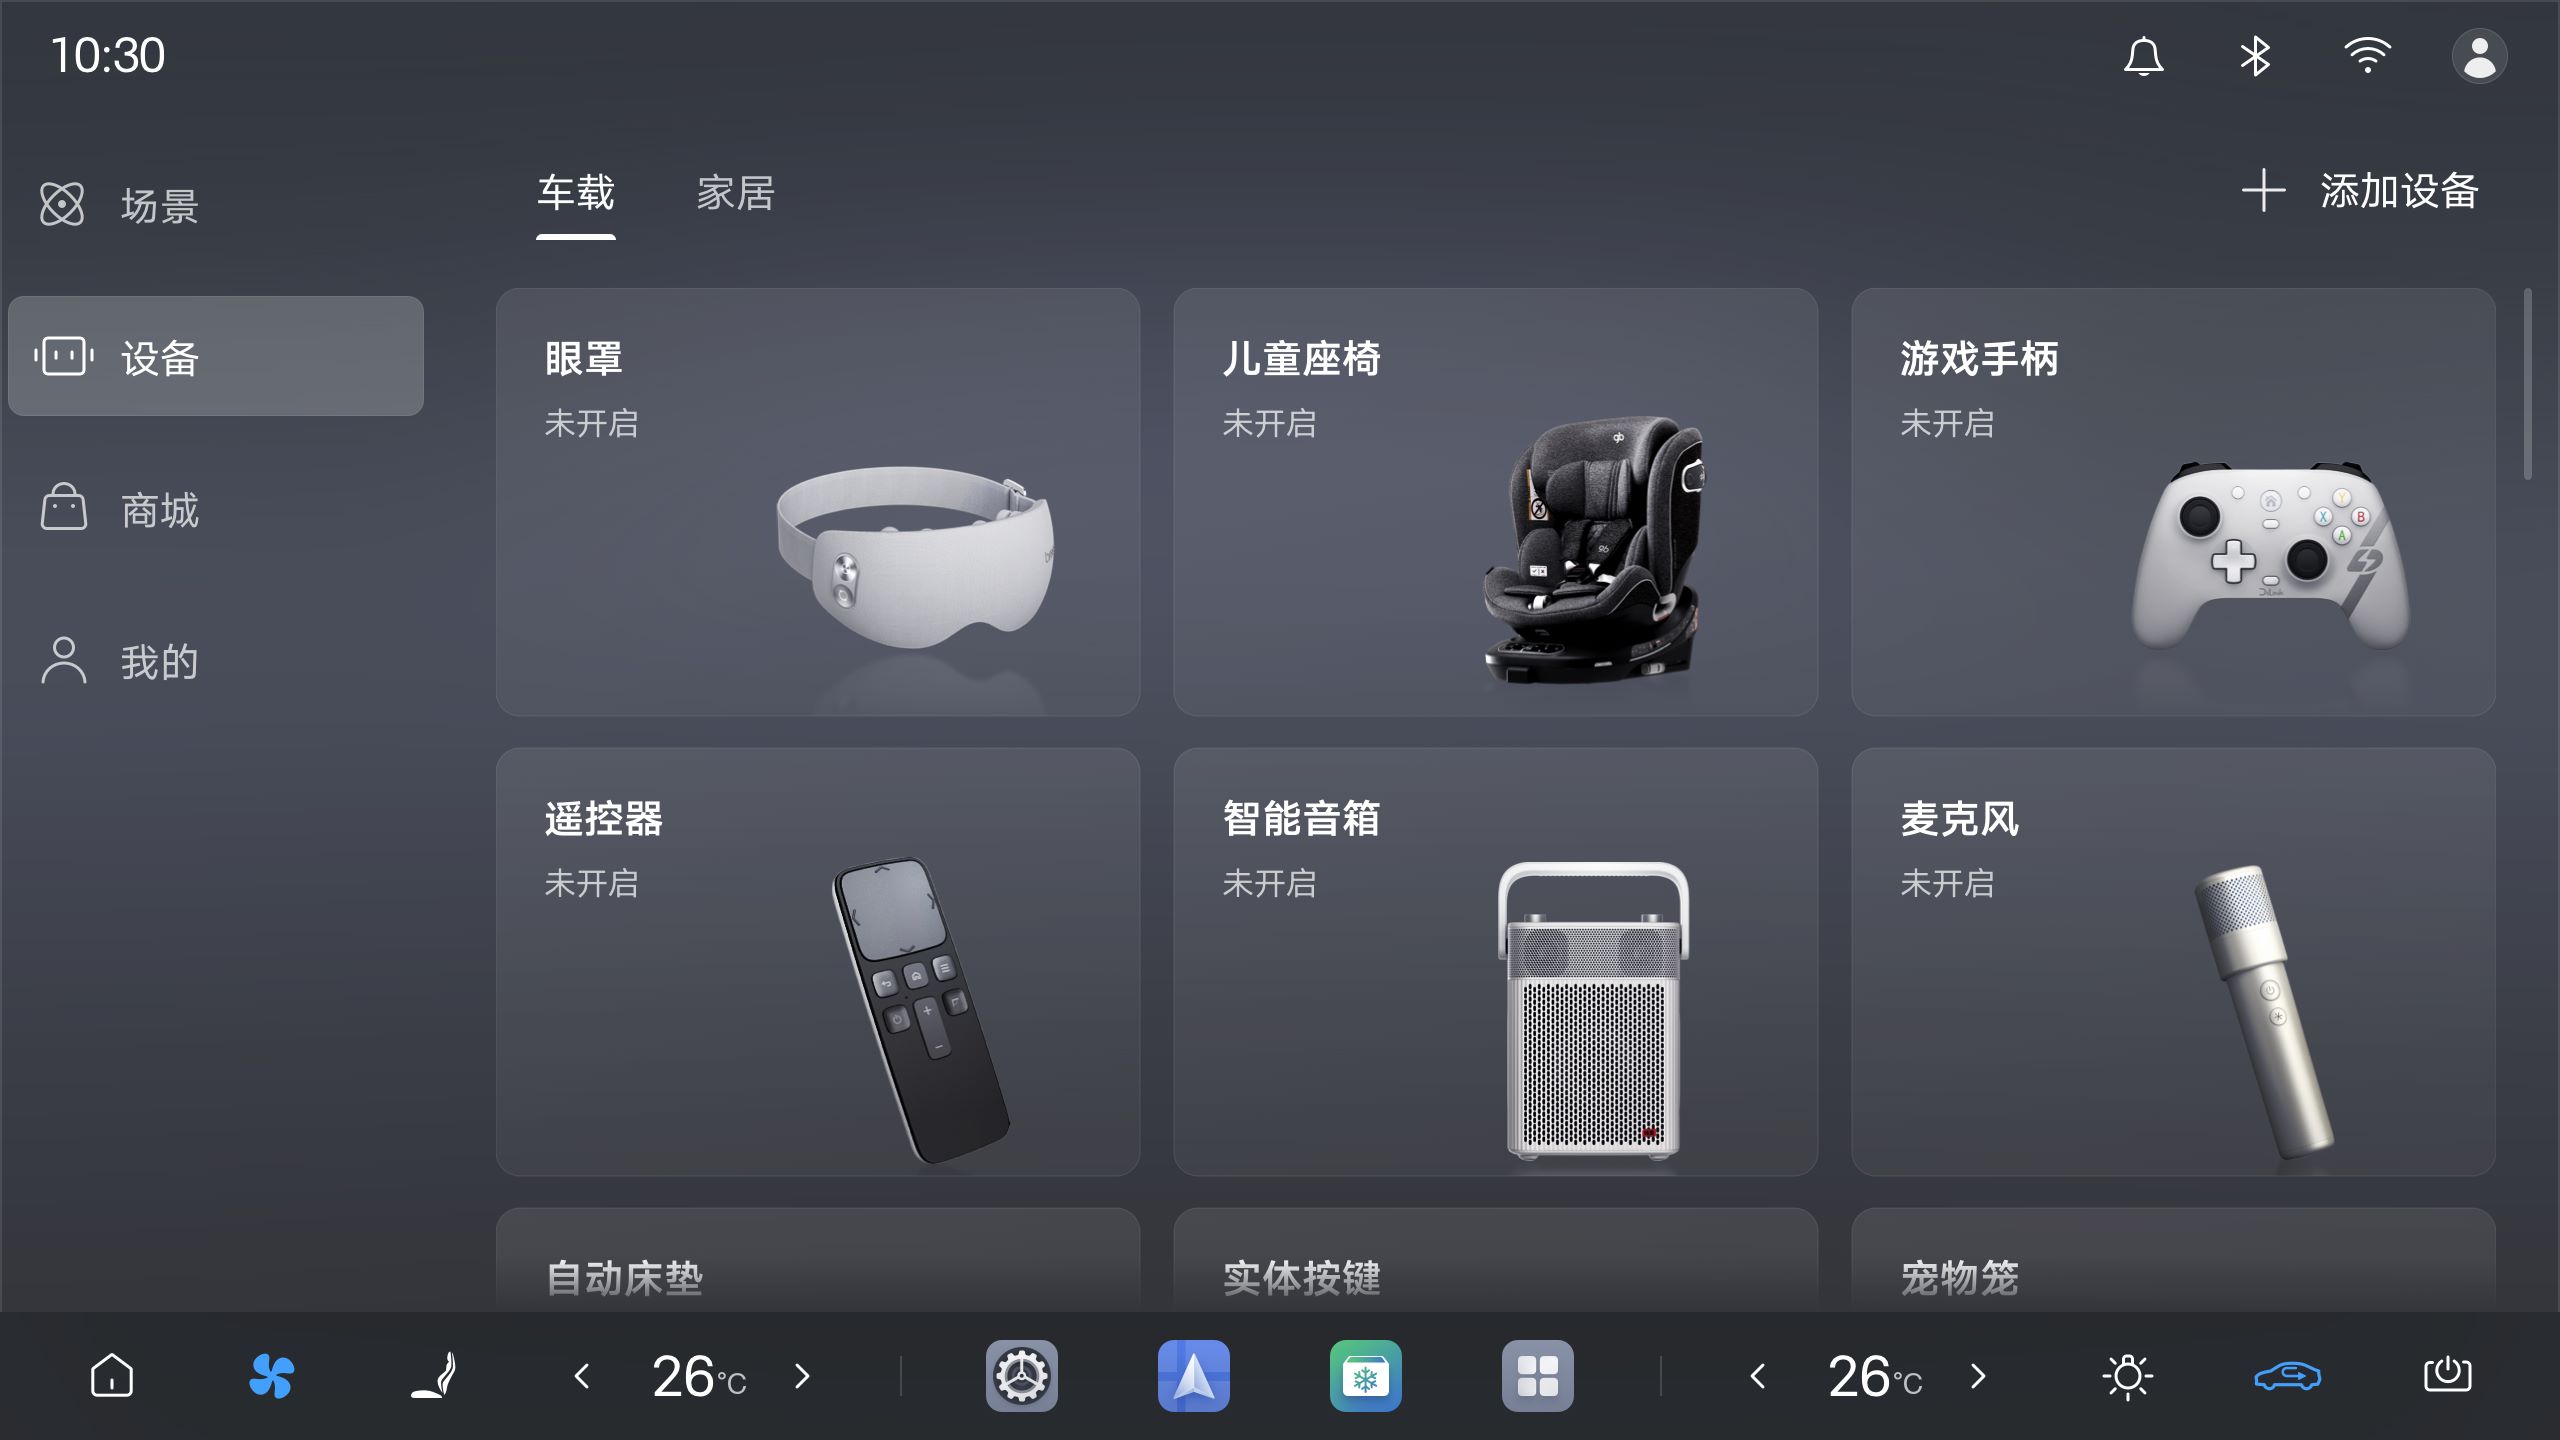 10:30
场景
设备
商城
我的
车载
家居
添加设备
眼罩
未开启
儿童座椅
未开启
游戏手柄
未开启
Y
X
B
A
遥控器
未开启
智能音箱
未开启
麦克风
未开启
自动床垫
实体按键
宠物笼
26°C
26°C